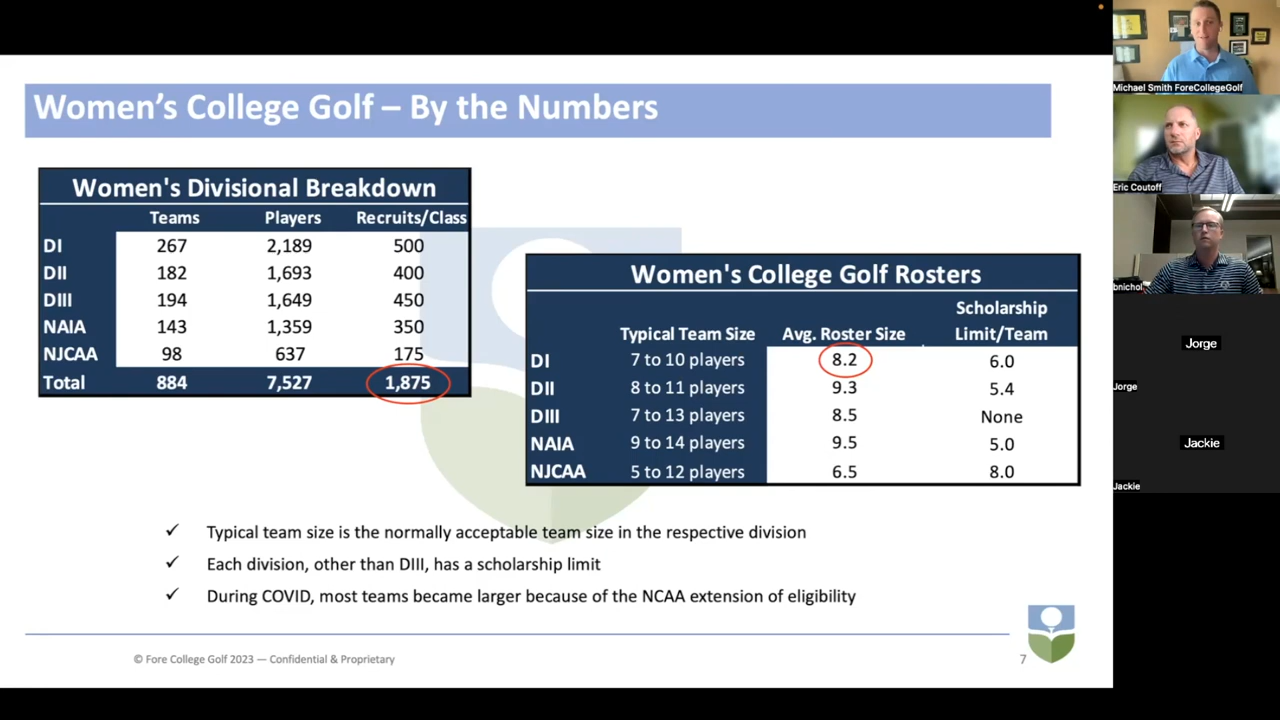 Women's College Golf – By the Numbers
Women's Divisional Breakdown
Teams Players Recruits/Class
DI 267 2,189 500
DII 182 1,693 400
DIII 194 1,649 450
NAIA 143 1,359 350
NJCAA 98 637 175
Total 884 7,527 1,875
Women's College Golf Rosters
Typical Team Size Avg. Roster Size Scholarship Limit/Team
DI 7 to 10 players 8.2 6.0
DII 8 to 11 players 9.3 5.4
DIII 7 to 13 players 8.5 None
NAIA 9 to 14 players 9.5 5.0
NJCAA 5 to 12 players 6.5 8.0
✓ Typical team size is the normally acceptable team size in the respective division
✓ Each division, other than DIII, has a scholarship limit
✓ During COVID, most teams became larger because of the NCAA extension of eligibility
© Fore College Golf 2023 — Confidential & Proprietary
7
Michael Smith ForeCollegeGolf
Eric Coutoff
bnichol
Jorge
Jorge
Jackie
Jackie